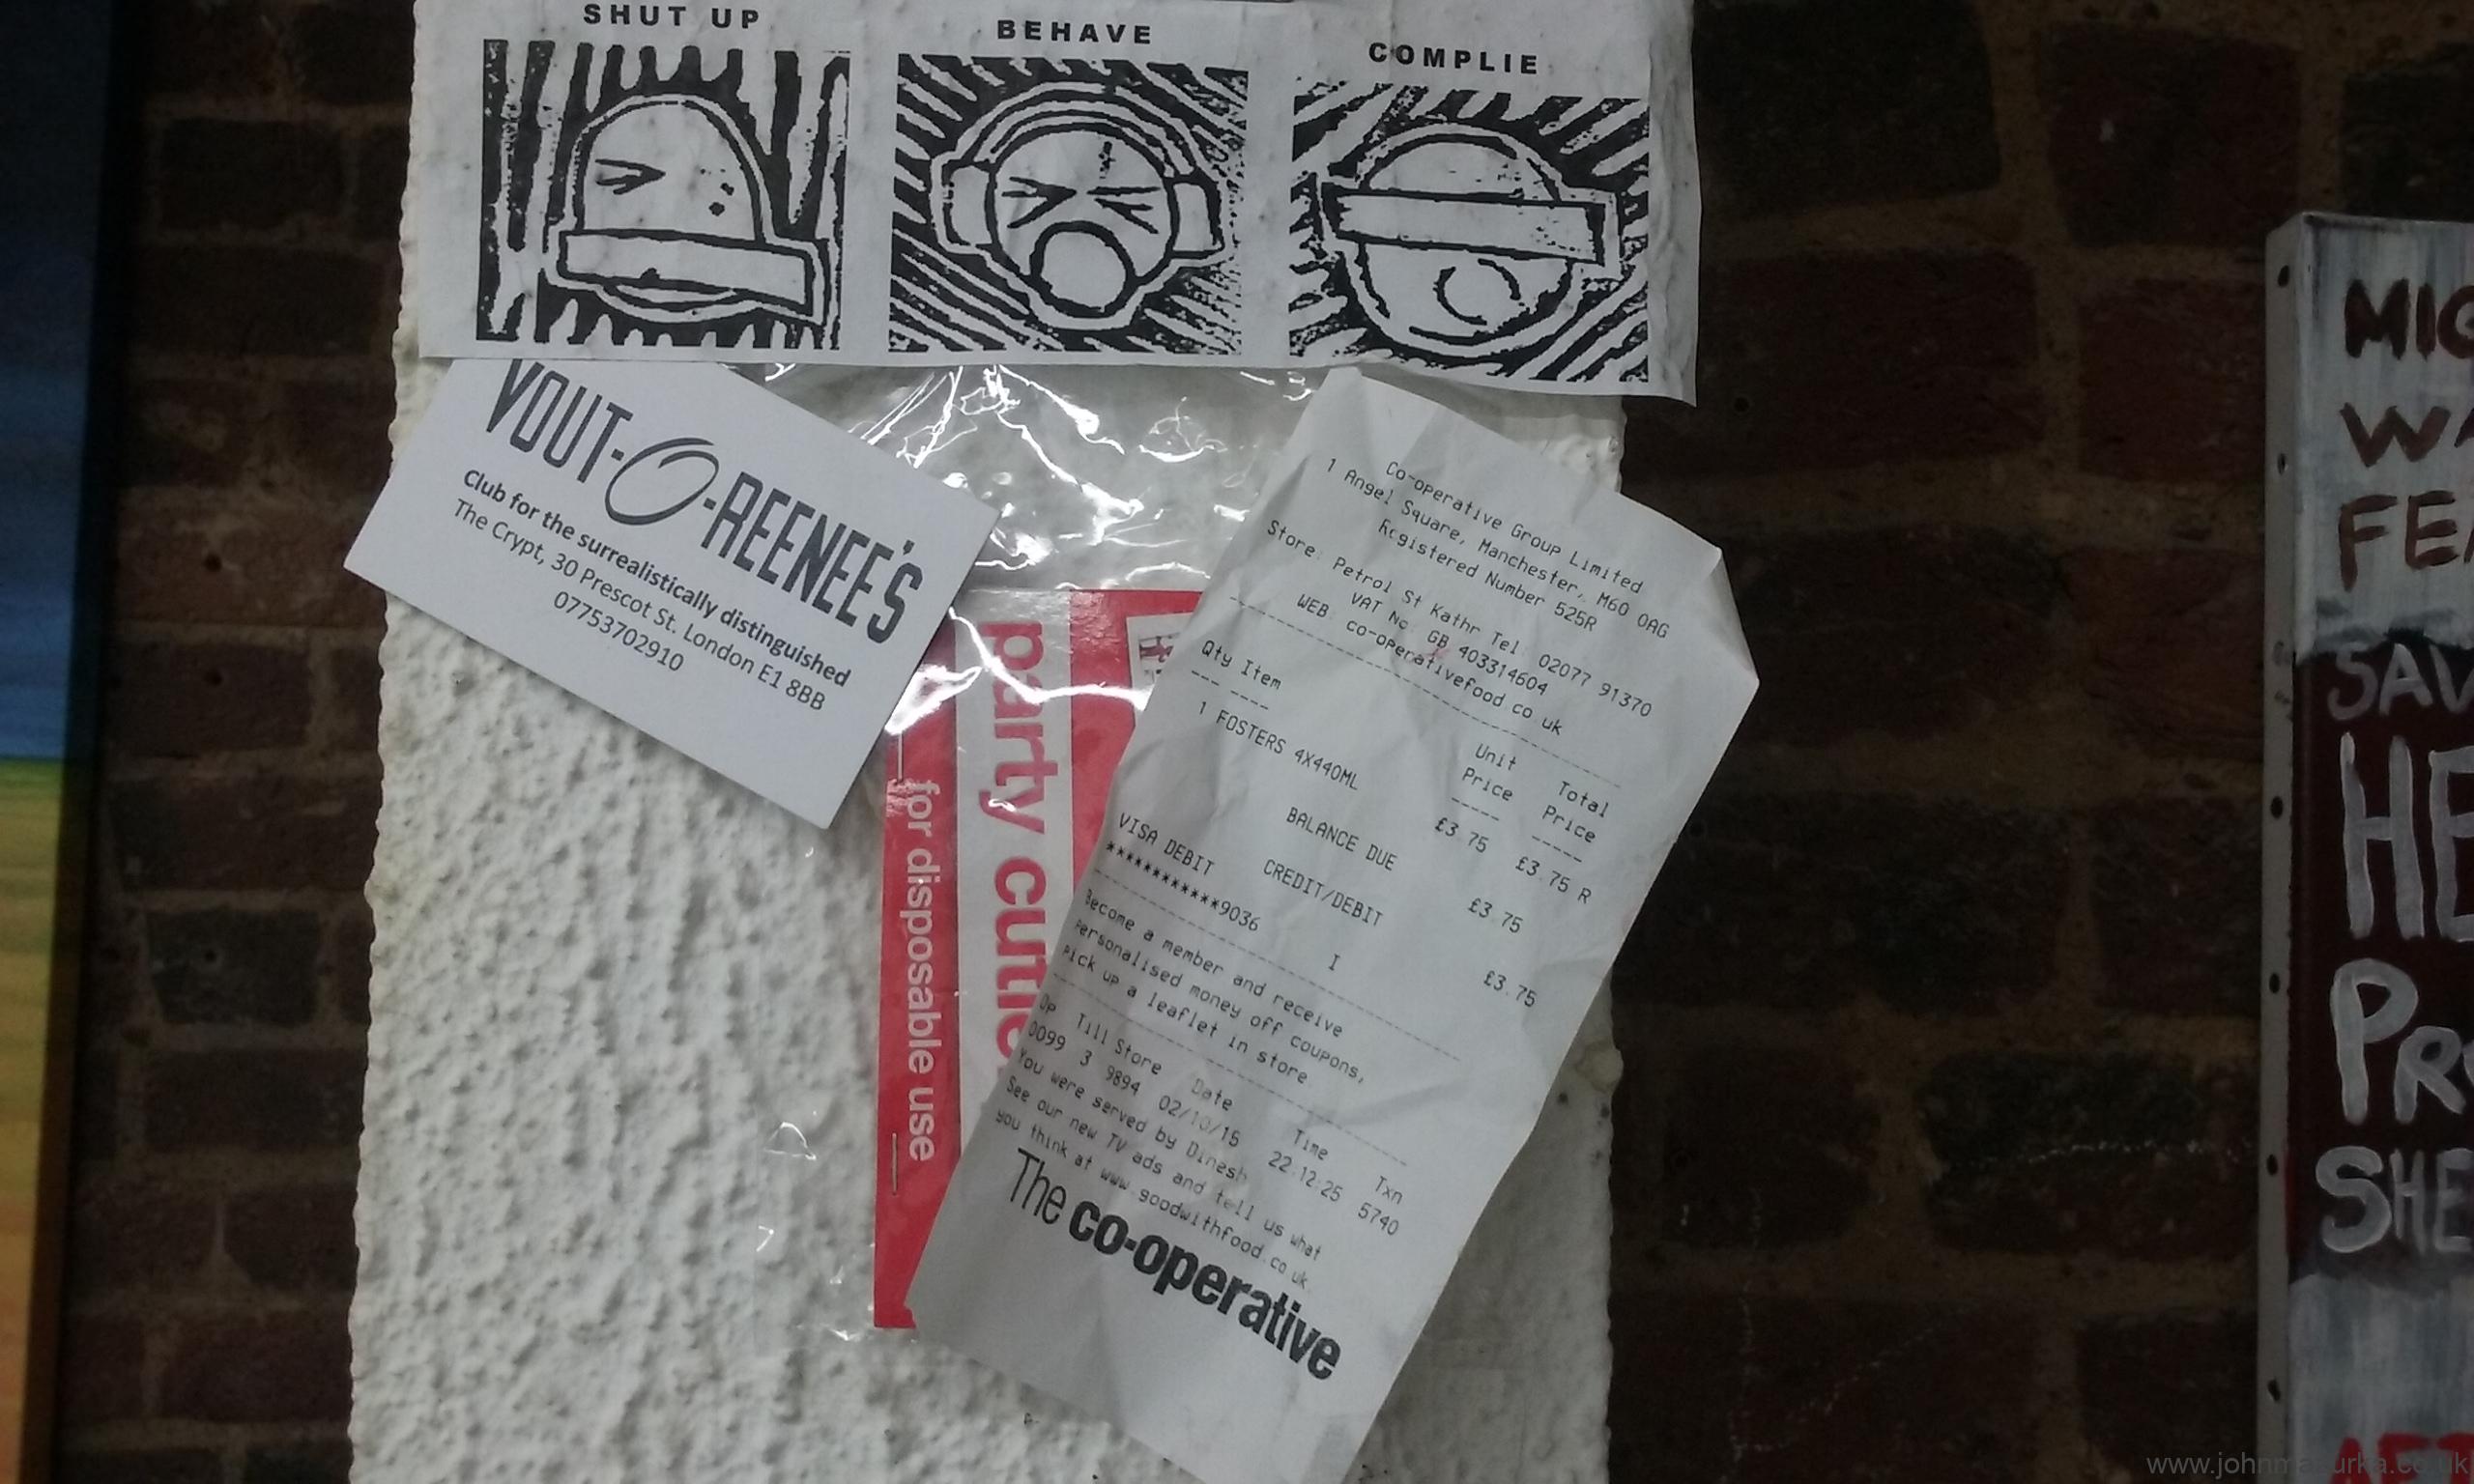 SHUT UP
BEHAVE
COMPLIE
VOUT-O-REENEE'S
Club for the surrealistically distinguished
The Crypt, 30 Prescot St. London E1 8BB
07753702910
party
for disposable use
Co-operative Group Limited
1 Angel Square, Manchester, M60 0AG
Registered Number 525R
Store: Petrol St Kathr Tel: 02077 91370
VAT No. GB 403314604
WEB. co-operativefood co uk
Qty Item
Unit Price
Total Price
1 FOSTERS 4X440ML £3.75 £3.75 R
BALANCE DUE £3.75
CREDIT/DEBIT £3.75
VISA DEBIT
***********9036 I
Become a member and receive
Personalised money off coupons,
Pick up a leaflet in store
Op Till Store Date Time Txn
0099 3 9894 02/10/15 22:12:25 5740
You were served by Dinesh
See our new TV ads and tell us what
you think at www.goodwithfood.co.uk
The co-operative
HE
SHE